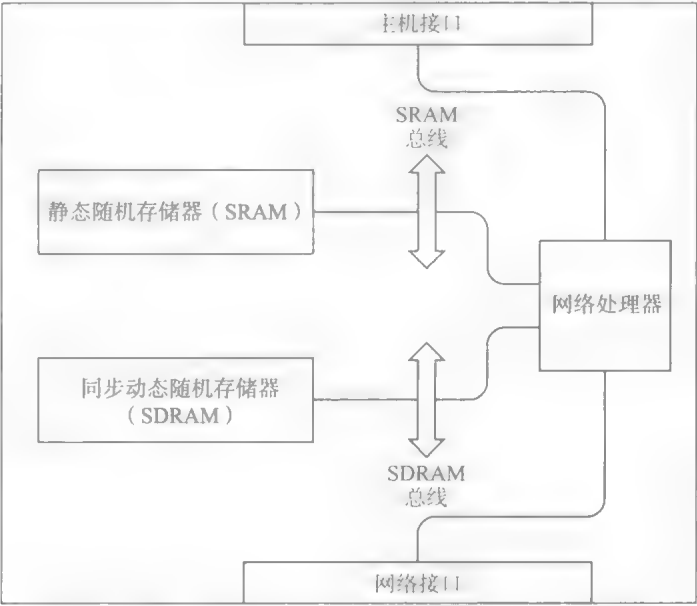 主机接口
SRAM
总线
静态随机存储器（SRAM）
网络处理器
同步动态随机存储器
（SDRAM）
SDRAM
总线
网络接口